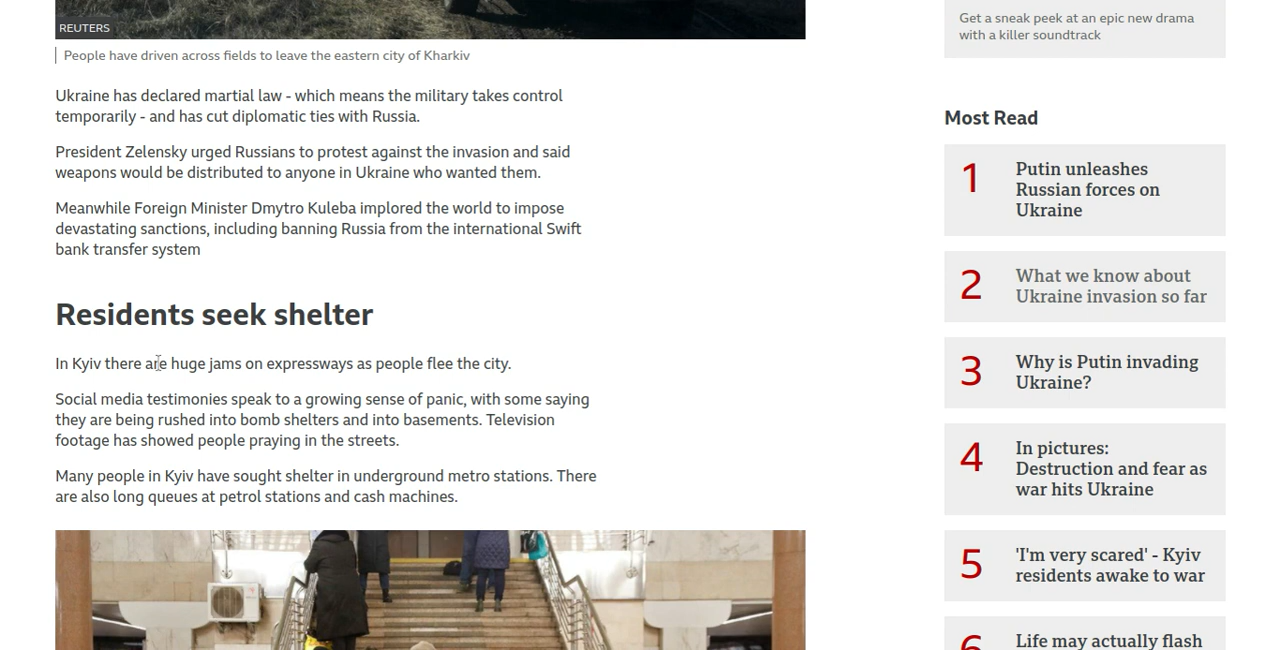 REUTERS
People have driven across fields to leave the eastern city of Kharkiv
Ukraine has declared martial law - which means the military takes control
temporarily - and has cut diplomatic ties with Russia.
President Zelensky urged Russians to protest against the invasion and said
weapons would be distributed to anyone in Ukraine who wanted them.
Meanwhile Foreign Minister Dmytro Kuleba implored the world to impose
devastating sanctions, including banning Russia from the international Swift
bank transfer system
Residents seek shelter
In Kyiv there are huge jams on expressways as people flee the city.
Social media testimonies speak to a growing sense of panic, with some saying
they are being rushed into bomb shelters and into basements. Television
footage has showed people praying in the streets.
Many people in Kyiv have sought shelter in underground metro stations. There
are also long queues at petrol stations and cash machines.
Get a sneak peek at an epic new drama
with a killer soundtrack
Most Read
1
Putin unleashes
Russian forces on
Ukraine
2
What we know about
Ukraine invasion so far
3
Why is Putin invading
Ukraine?
4
In pictures:
Destruction and fear as
war hits Ukraine
5
'I'm very scared' - Kyiv
residents awake to war
6
Life may actually flash